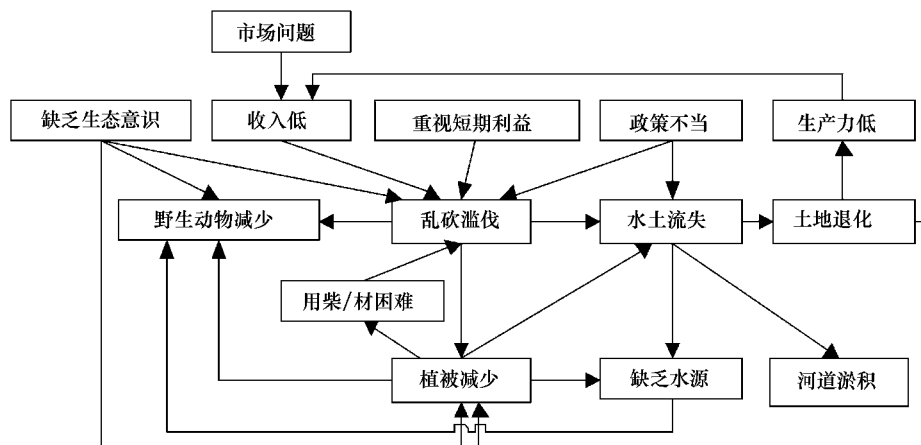 市场问题
缺乏生态意识
收入低
重视短期利益
政策不当
生产力低
野生动物减少
乱砍滥伐
水土流失
土地退化
用柴/材困难
植被减少
缺乏水源
河道淤积